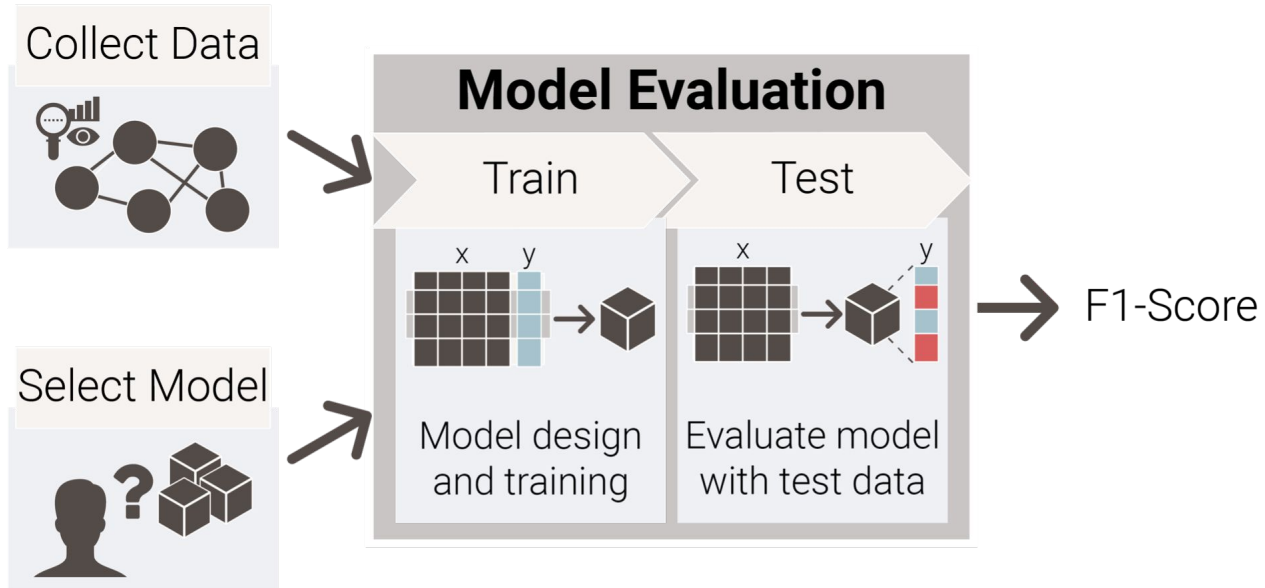 Collect Data
Select Model
Model Evaluation
Train
Test
x y
x y
Model design
and training
Evaluate model
with test data
F1-Score
?